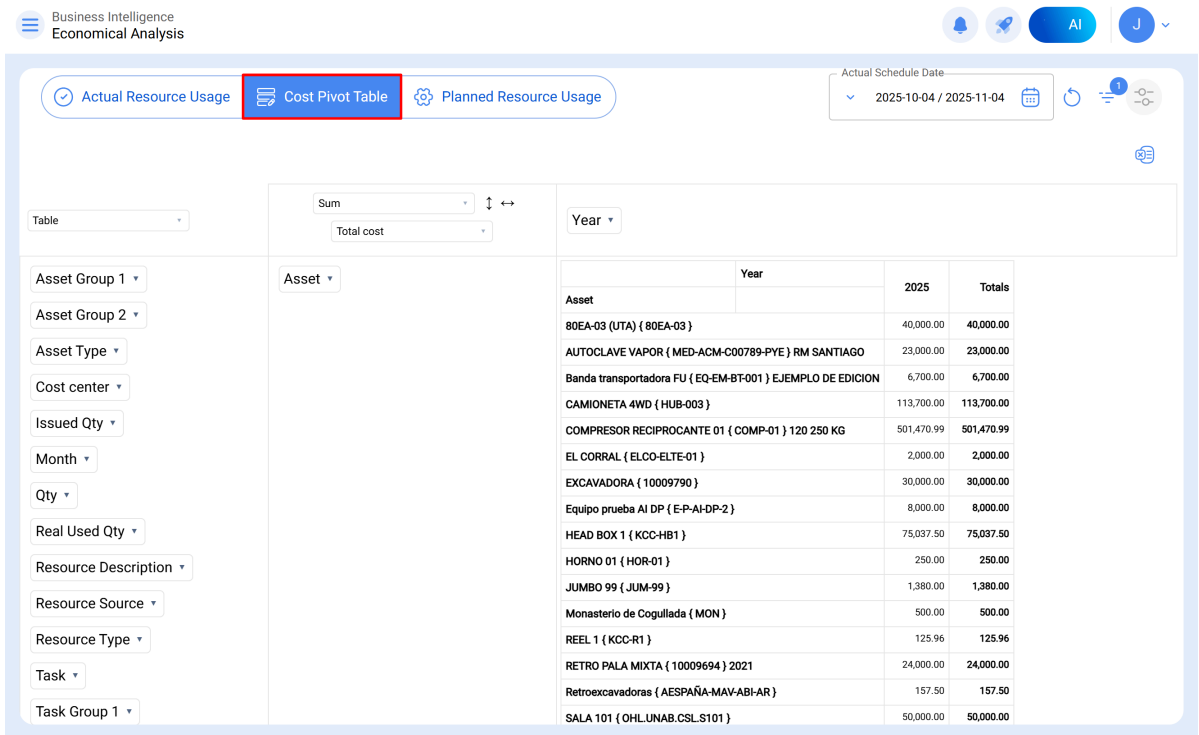 Business Intelligence
Economical Analysis
AI
J
Actual Resource Usage
Cost Pivot Table
Planned Resource Usage
Actual Schedule Date
2025-10-04 / 2025-11-04
1
Table
Sum
Total cost
Year
Asset Group 1
Asset Group 2
Asset Type
Cost center
Issued Qty
Month
Qty
Real Used Qty
Resource Description
Resource Source
Resource Type
Task
Task Group 1
Asset
Year
2025
Totals
Asset
80EA-03 (UTA) { 80EA-03 } 40,000.00 40,000.00
AUTOCLAVE VAPOR { MED-ACM-C00789-PYE } RM SANTIAGO 23,000.00 23,000.00
Banda transportadora FU { EQ-EM-BT-001 } EJEMPLO DE EDICION 6,700.00 6,700.00
CAMIONETA 4WD { HUB-003 } 113,700.00 113,700.00
COMPRESOR RECIPROCANTE 01 { COMP-01 } 120 250 KG 501,470.99 501,470.99
EL CORRAL { ELCO-ELTE-01 } 2,000.00 2,000.00
EXCAVADORA { 10009790 } 30,000.00 30,000.00
Equipo prueba AI DP { E-P-AI-DP-2 } 8,000.00 8,000.00
HEAD BOX 1 { KCC-HB1 } 75,037.50 75,037.50
HORNO 01 { HOR-01 } 250.00 250.00
JUMBO 99 { JUM-99 } 1,380.00 1,380.00
Monasterio de Cogullada { MON } 500.00 500.00
REEL 1 { KCC-R1 } 125.96 125.96
RETRO PALA MIXTA { 10009694 } 2021 24,000.00 24,000.00
Retroexcavadoras { AESPAÑA-MAV-ABI-AR } 157.50 157.50
SALA 101 { OHL.UNAB.CSL.S101 } 50,000.00 50,000.00